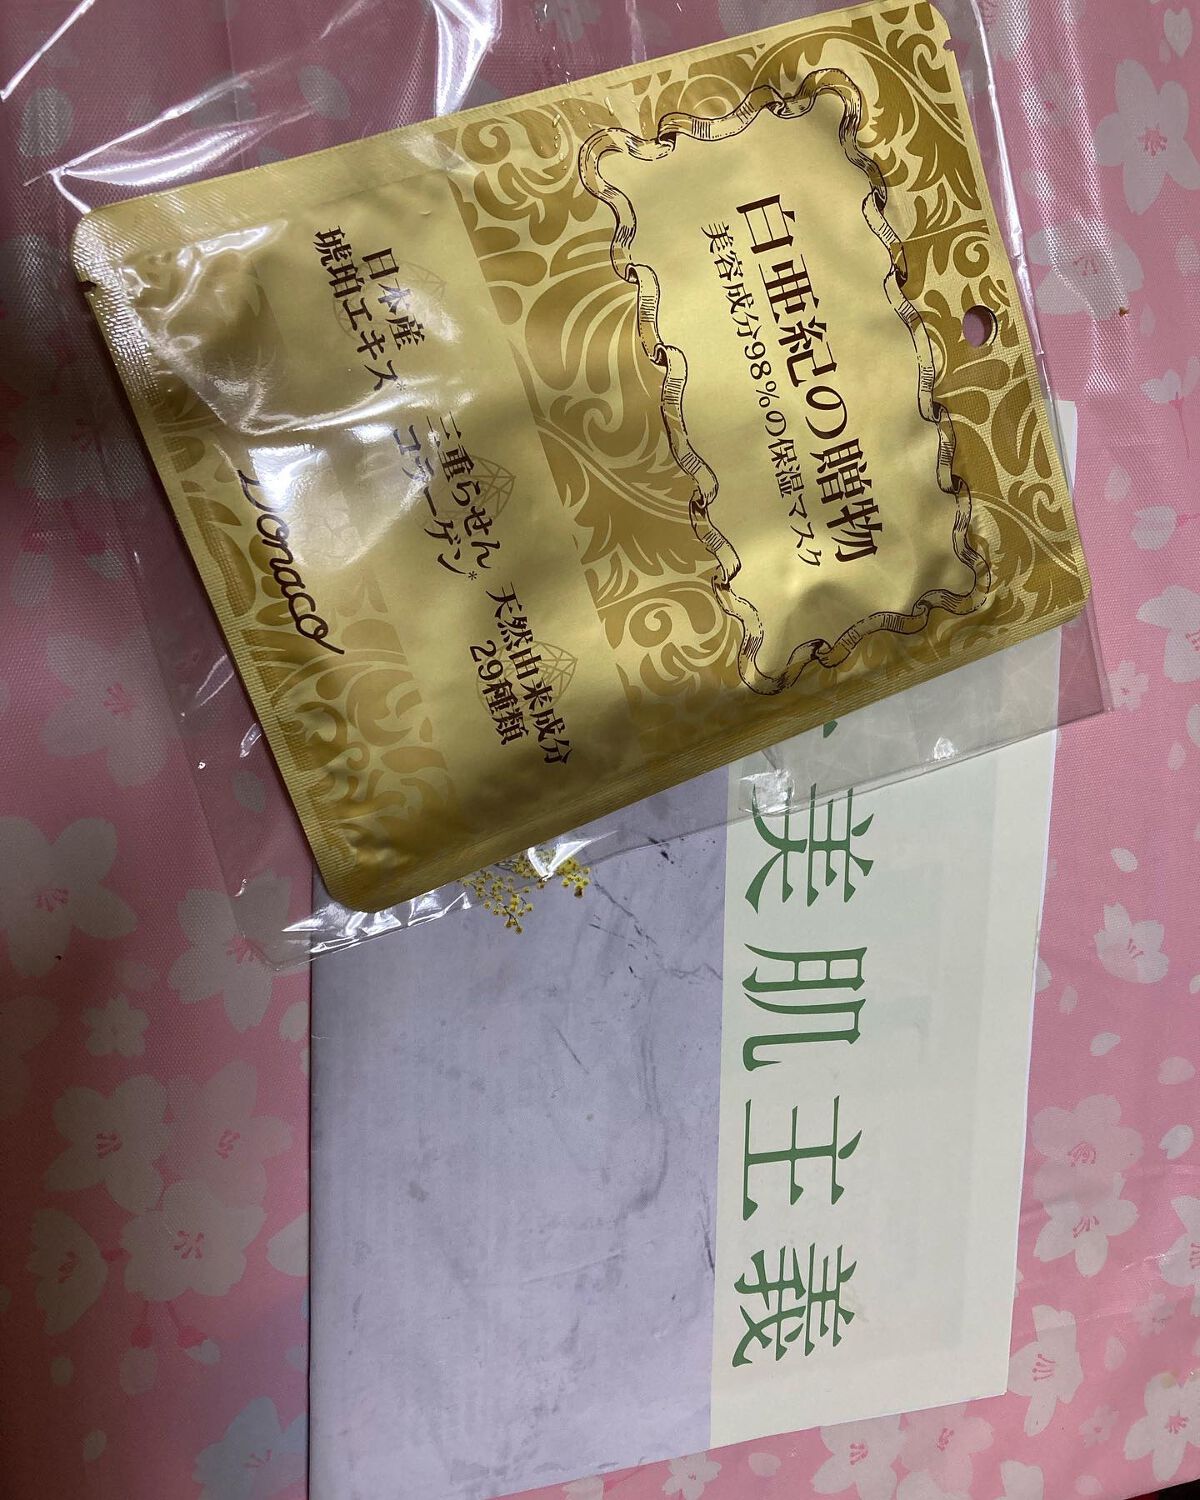 白亜紀の贈物
美容成分98%の保湿マスク
日本産
琥珀エキス*
三重らせん
コラーゲン*
天然由来成分
29種類
Donaco
美肌主義